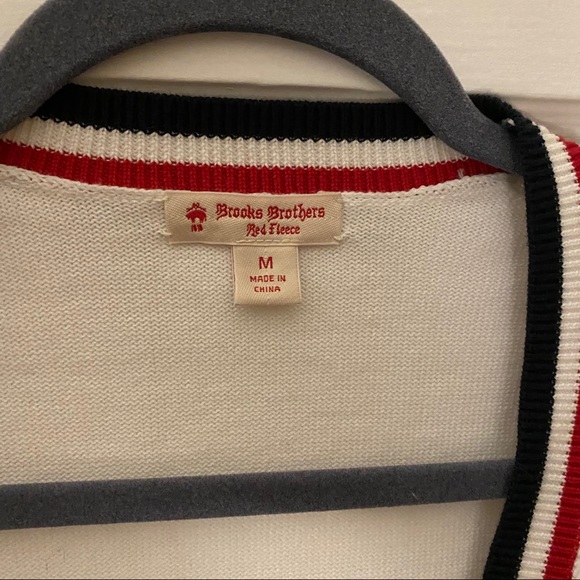 Brooks Brothers
Red Fleece
M
MADE IN
CHINA